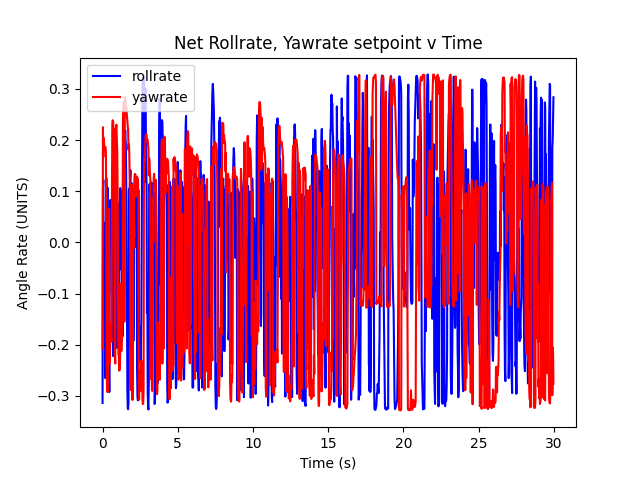 Net Rollrate, Yawrate setpoint v Time
rollrate
yawrate
Angle Rate (UNITS)
0.3
0.2
0.1
0.0
−0.1
−0.2
−0.3
0 5 10 15 20 25 30
Time (s)